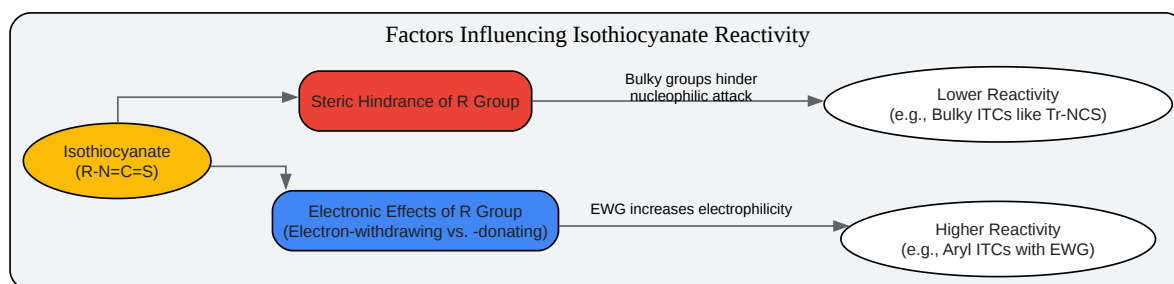 Factors Influencing Isothiocyanate Reactivity
Steric Hindrance of R Group
Bulky groups hinder
nucleophilic attack
Lower Reactivity
(e.g., Bulky ITCs like Tr-NCS)
Isothiocyanate
(R-N=C=S)
Electronic Effects of R Group
(Electron-withdrawing vs. -donating)
EWG increases electrophilicity
Higher Reactivity
(e.g., Aryl ITCs with EWG)